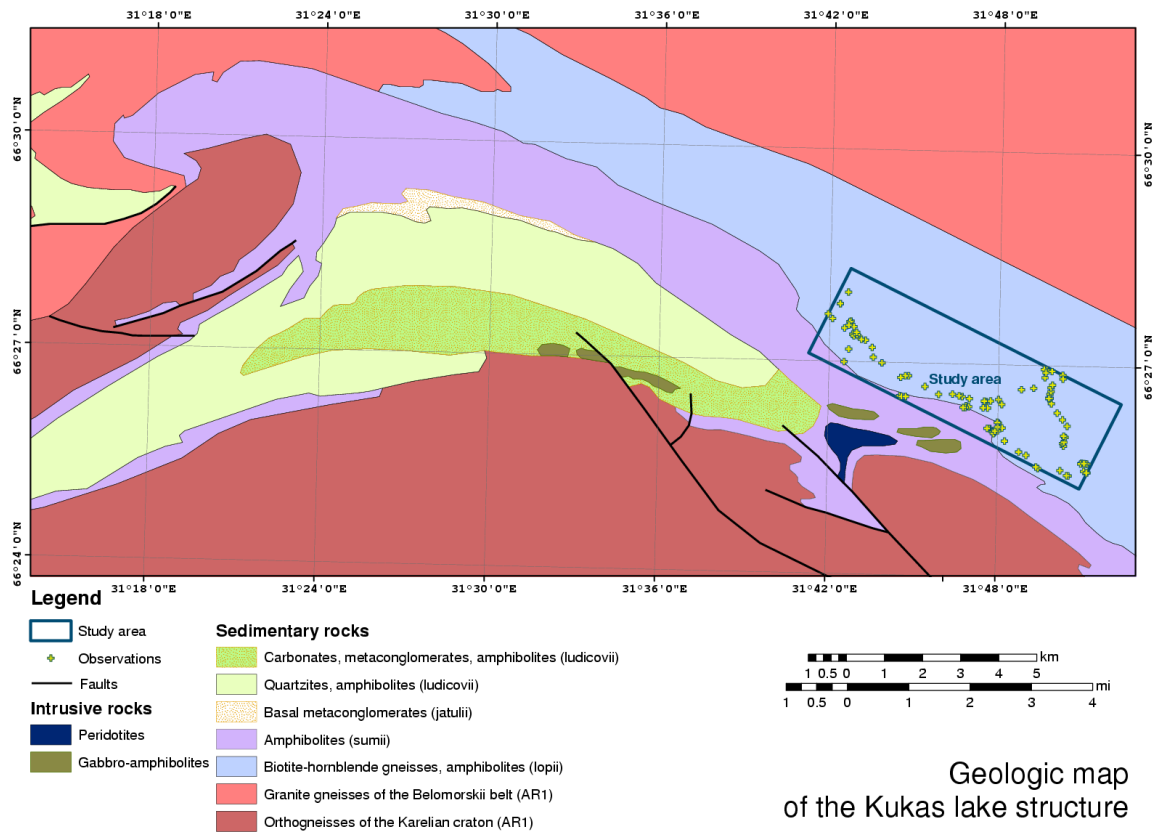 31°18'0"E 31°24'0"E 31°30'0"E 31°36'0"E 31°42'0"E 31°48'0"E
66°30'0"N 66°30'0"N
66°27'0"N 66°27'0"N
Study area
66°24'0"N
31°18'0"E 31°24'0"E 31°30'0"E 31°36'0"E 31°42'0"E 31°48'0"E
Legend
Study area
Observations
Faults
Intrusive rocks
Peridotites
Gabbro-amphibolites
Sedimentary rocks
Carbonates, metaconglomerates, amphibolites (ludicovii)
Quartzites, amphibolites (ludicovii)
Basal metaconglomerates (jatulii)
Amphibolites (sumii)
Biotite-hornblende gneisses, amphibolites (lopii)
Granite gneisses of the Belomorskii belt (AR1)
Orthogneisses of the Karelian craton (AR1)
km
1 0.5 0 1 2 3 4 5
mi
1 0.5 0 1 2 3 4
Geologic map
of the Kukas lake structure